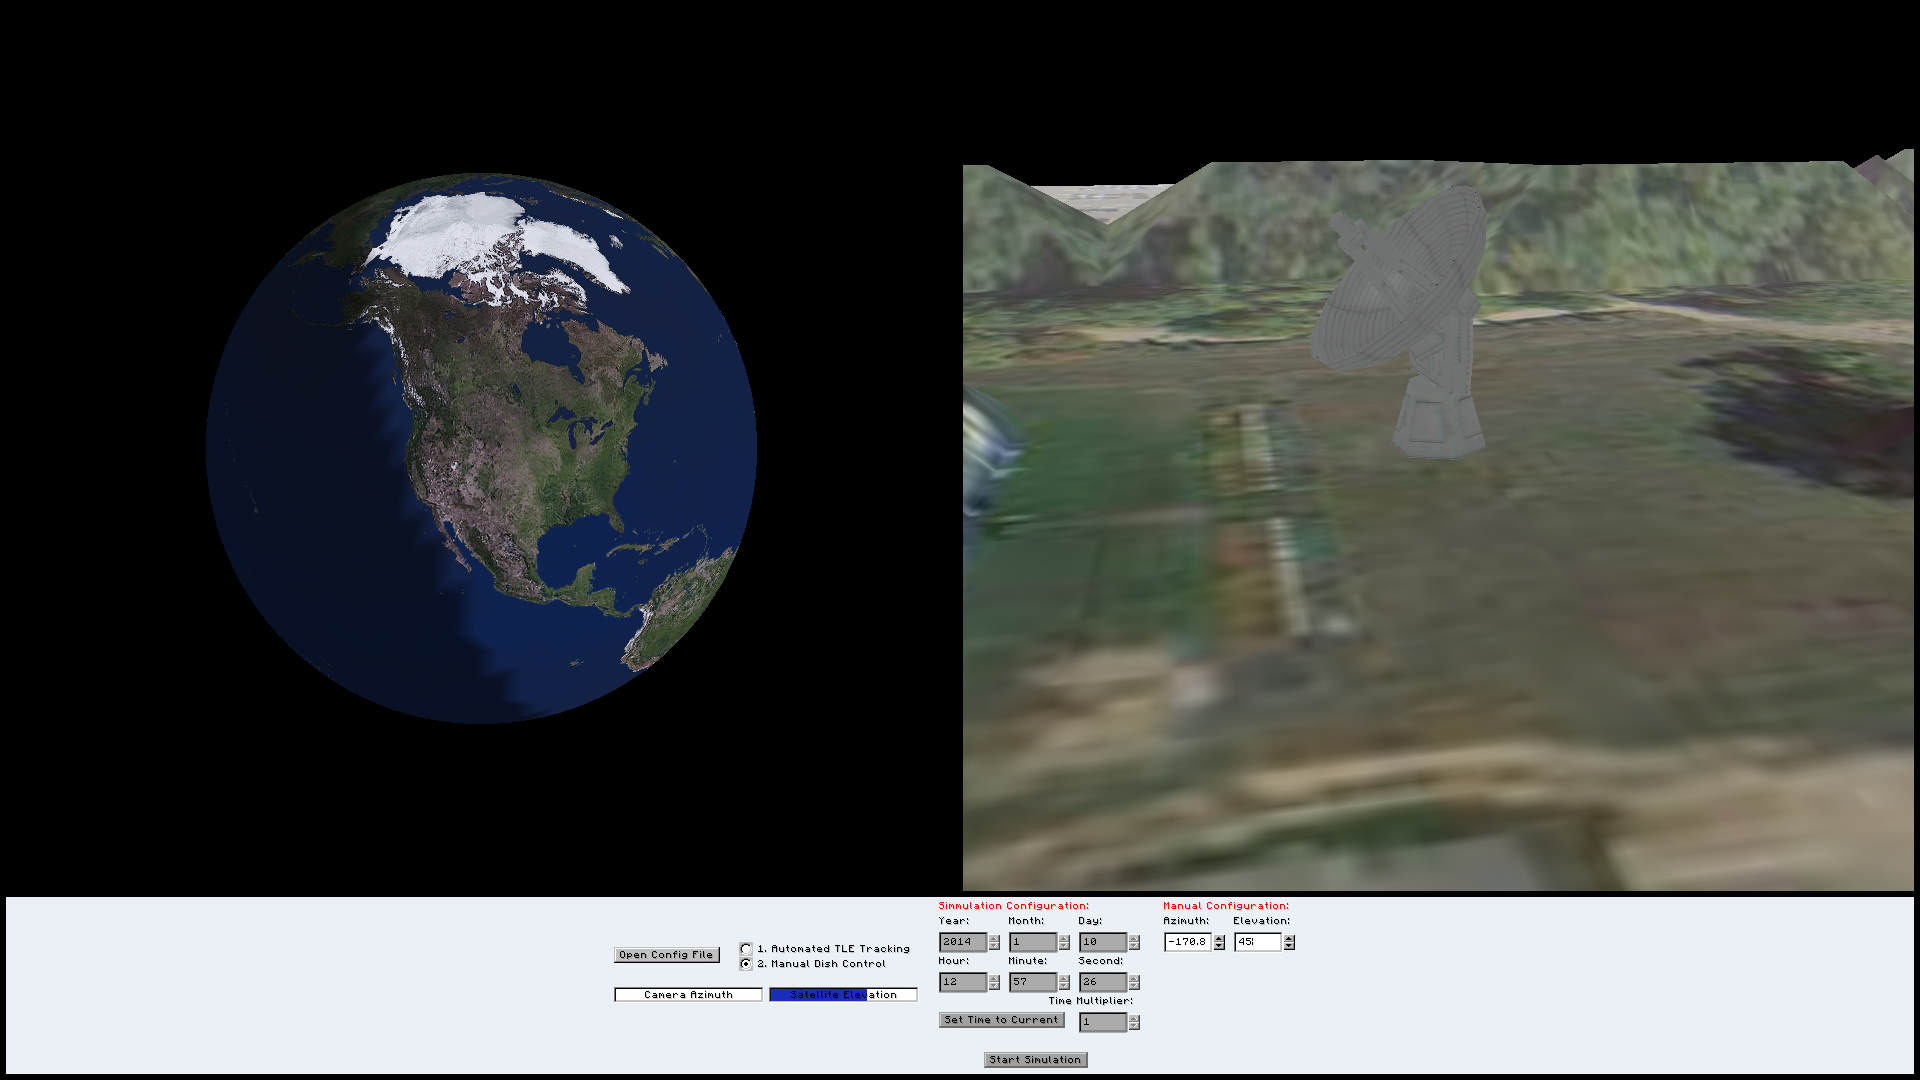 Simmulation Configuration:
Manual Configuration:
Year: Month: Day:
Azimuth: Elevation:
2014 1 10
-170.8 45
Hour: Minute: Second:
12 57 26
Time Multiplier:
Set Time to Current 1
Open Config File
1. Automated TLE Tracking
2. Manual Dish Control
Camera Azimuth
Satellite Elevation
Start Simulation